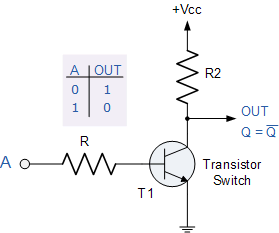 +Vcc
A OUT
0 1
1 0
R2
OUT
Q = Q̅
R
A
T1
Transistor
Switch